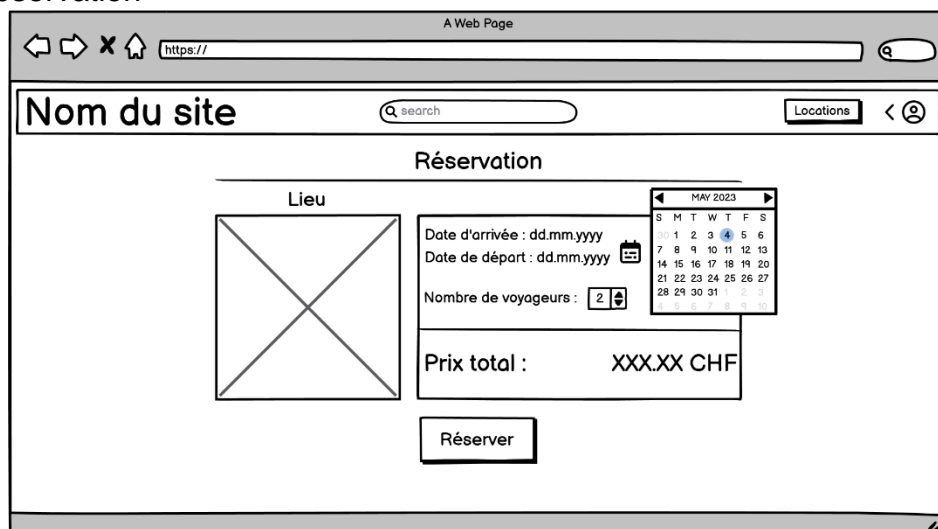 A Web Page
https://
Nom du site
search
Locations
Réservation
Lieu
Date d'arrivée : dd.mm.yyyy
Date de départ : dd.mm.yyyy
Nombre de voyageurs : 2
Prix total : XXX.XX CHF
Réserver
MAY 2023
S M T W T F S
30 1 2 3 4 5 6
7 8 9 10 11 12 13
14 15 16 17 18 19 20
21 22 23 24 25 26 27
28 29 30 31 1 2 3
4 5 6 7 8 9 10